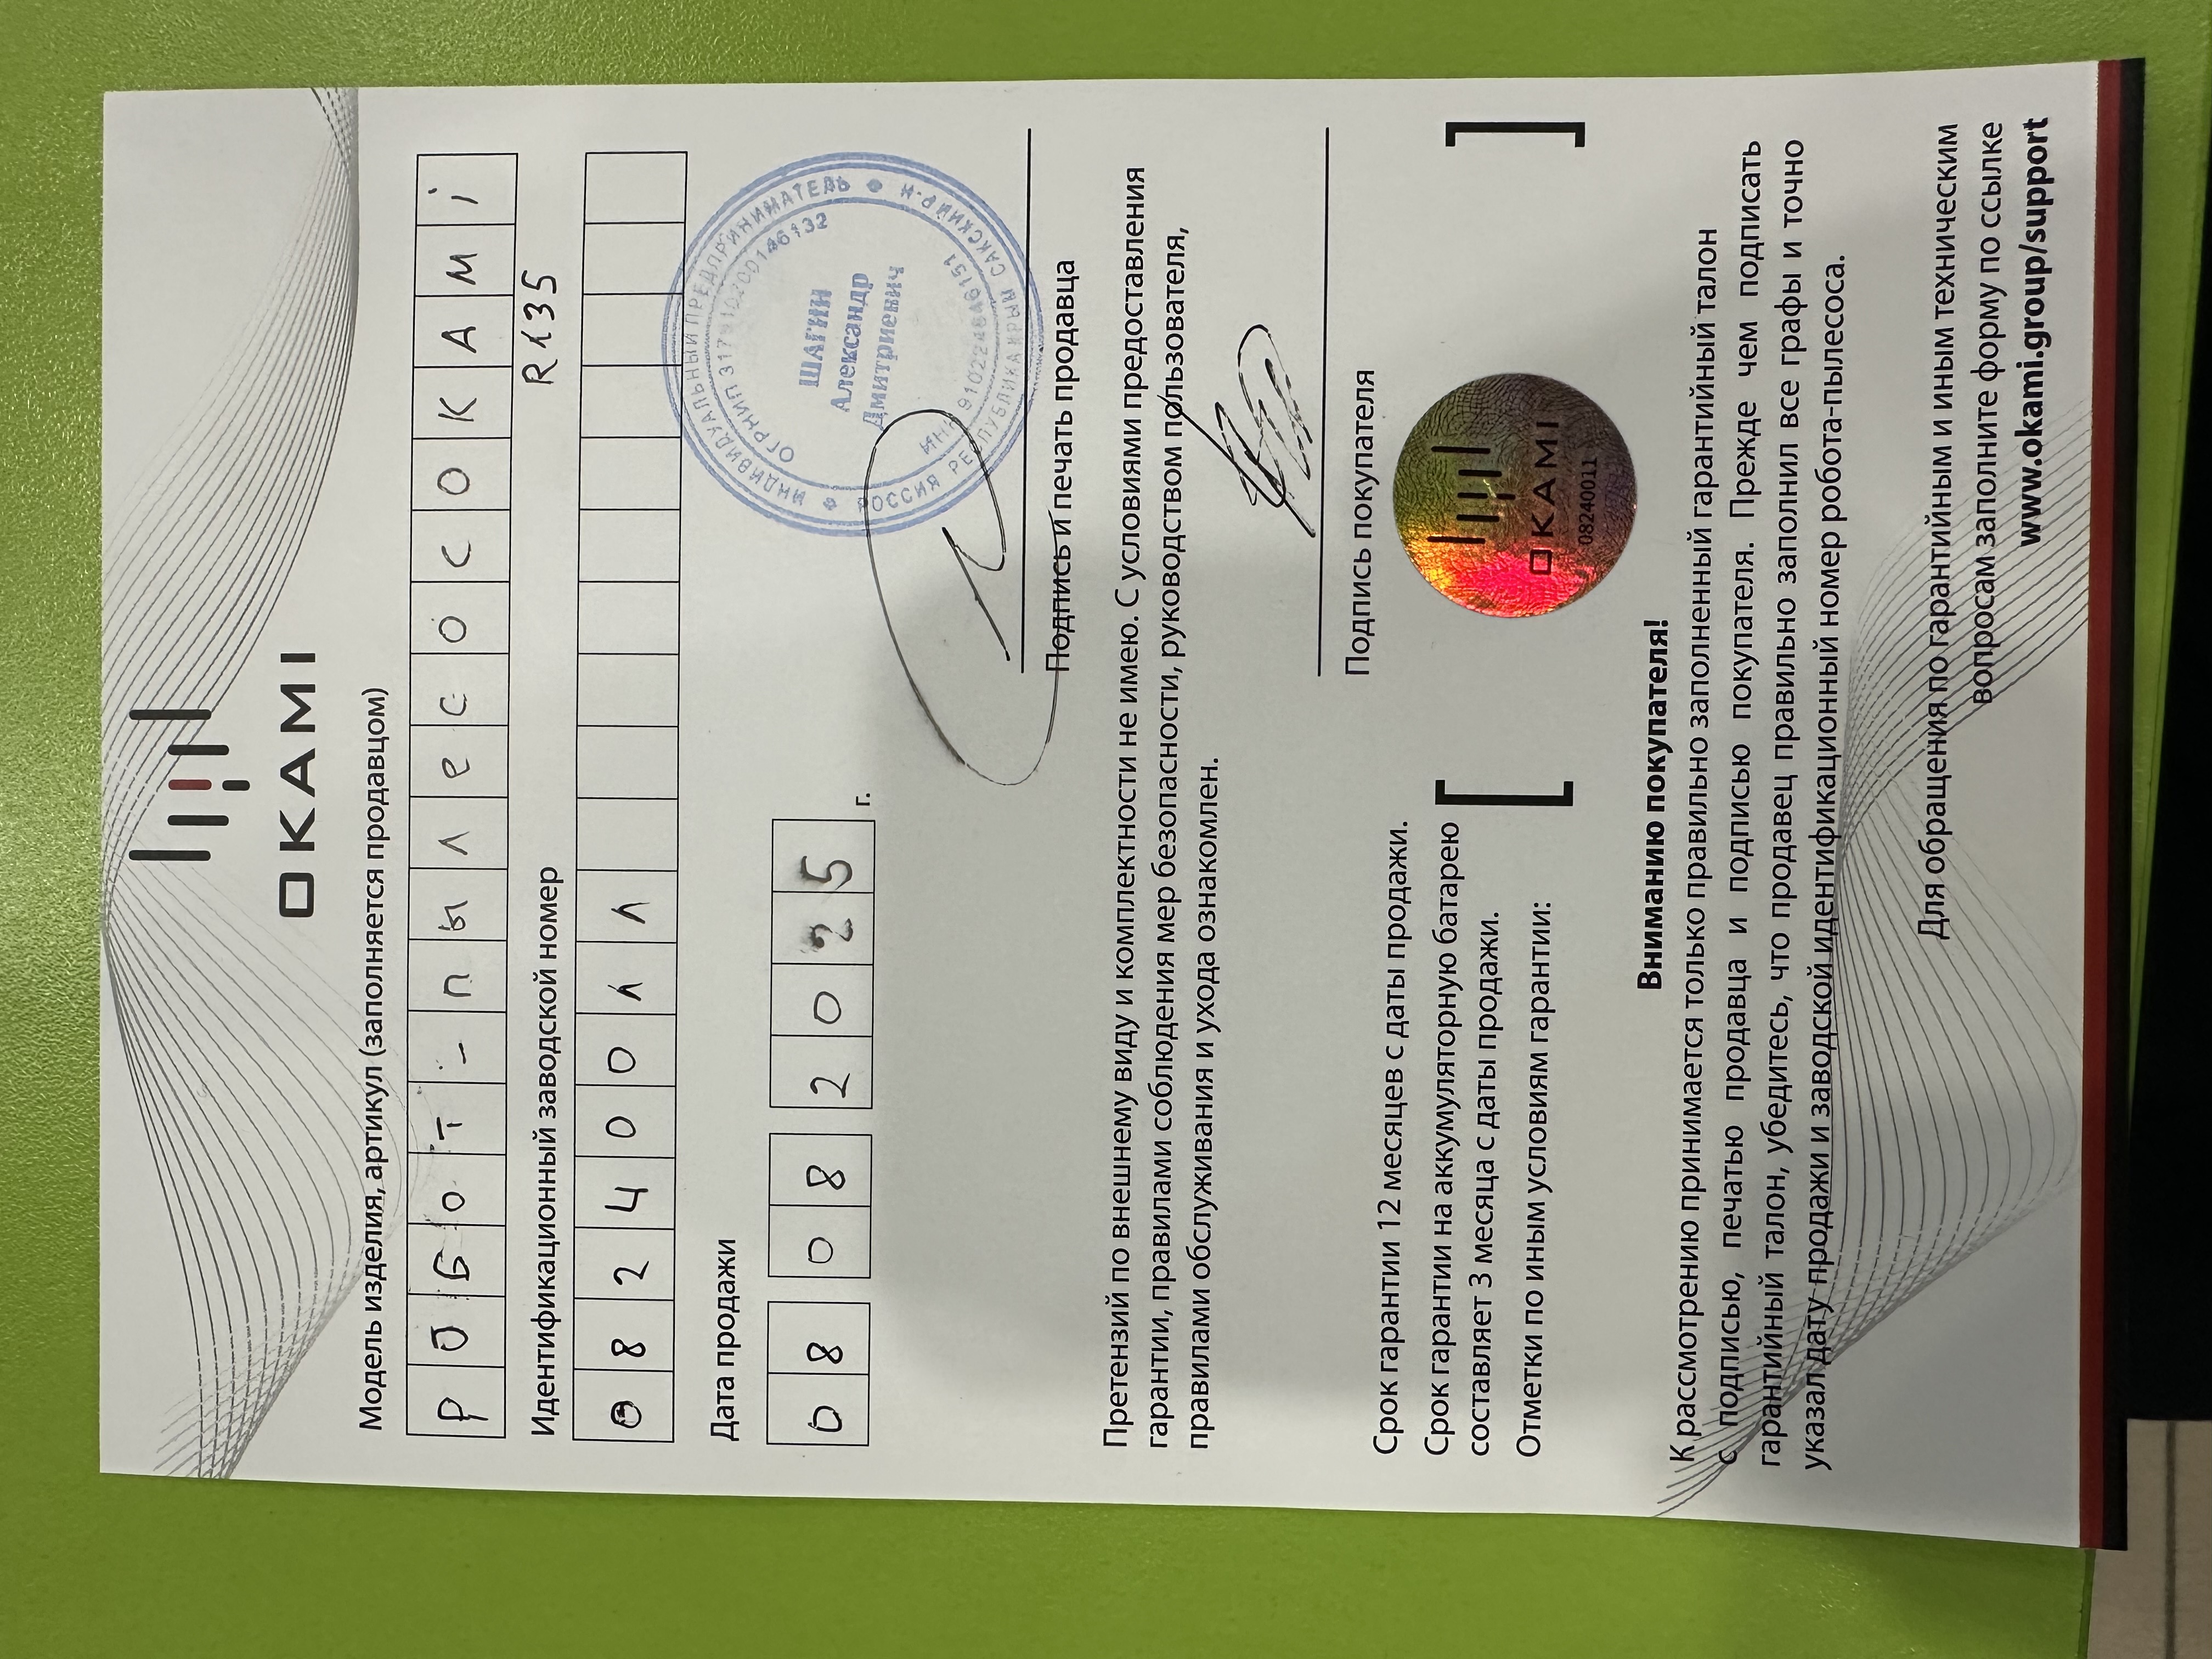 OKAMI
Модель изделия, артикул (заполняется продавцом)
РОБОТ-ПЫЛЕСОС OKAMi
RK35
Идентификационный заводской номер
08240011
Дата продажи
08 08 2025 г.
ИНДИВИДУАЛЬНЫЙ ПРЕДПРИНИМАТЕЛЬ
РОССИЯ РЕСПУБЛИКА КРЫМ САКСКИЙ Р-Н
ОГРНИП 317910200146132
ШАГИН
Александр
Дмитриевич
Подпись и печать продавца
Претензий по внешнему виду и комплектности не имею. С условиями предоставления
гарантии, правилами соблюдения мер безопасности, руководством пользователя,
правилами обслуживания и ухода ознакомлен.
Подпись покупателя
Срок гарантии 12 месяцев с даты продажи.
Срок гарантии на аккумуляторную батарею
составляет 3 месяца с даты продажи.
Отметки по иным условиям гарантии:
[ ]
OKAMI
08240011
Вниманию покупателя!
К рассмотрению принимается только правильно заполненный гарантийный талон
с подписью, печатью продавца и подписью покупателя. Прежде чем подписать
гарантийный талон, убедитесь, что продавец правильно заполнил все графы и точно
указал дату продажи и заводской идентификационный номер робота-пылесоса.
Для обращения по гарантийным и иным техническим
вопросам заполните форму по ссылке
www.okami.group/support